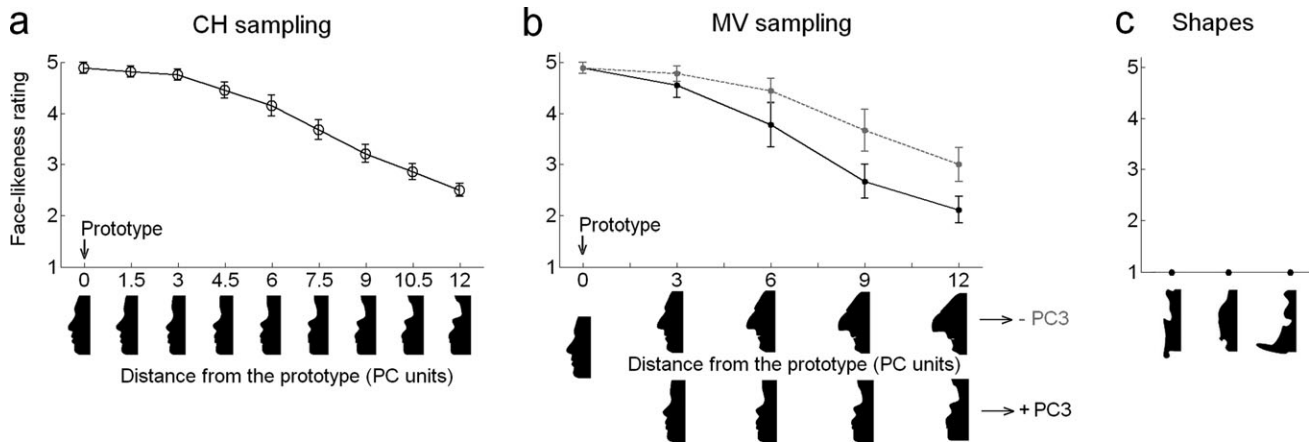 a CH sampling
Face-likeness rating
5
4
3
2
1
Prototype
0 1.5 3 4.5 6 7.5 9 10.5 12
Distance from the prototype (PC units)
b MV sampling
5
4
3
2
1
Prototype
0 3 6 9 12
- PC3
Distance from the prototype (PC units)
+ PC3
c Shapes
5
4
3
2
1